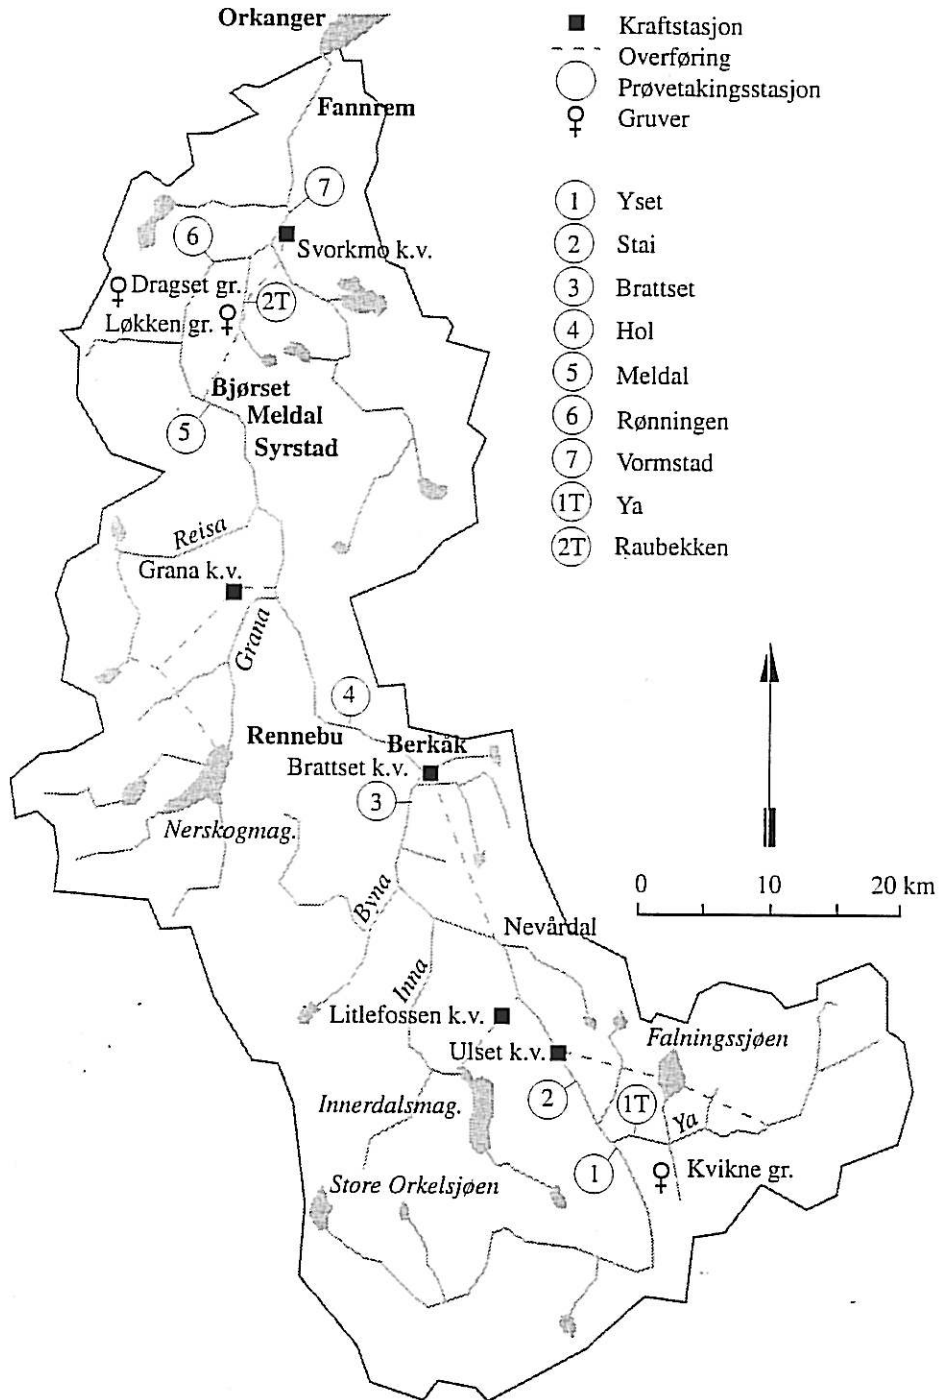 Orkanger
Kraftstasjon
Overføring
Prøvetakingsstasjon
Gruver
Fannrem
7
1 Yset
6
2 Stai
Svorkmo k.v.
3 Brattset
Dragset gr.
2T
Løkken gr.
4 Hol
5 Meldal
Bjørset
Meldal
5
6 Rønningen
Syrstad
7 Vormstad
1T Ya
2T Raubekken
Reisa
Grana k.v.
Grana
4
Rennebu
Berkåk
Brattset k.v.
3
Nerskogmag.
0 10 20 km
Byna
Nevårdal
Inna
Litlefossen k.v.
Falningssjøen
Ulset k.v.
2
1T
Innerdalsmag.
Ya
1
Kvikne gr.
Store Orkelsjøen